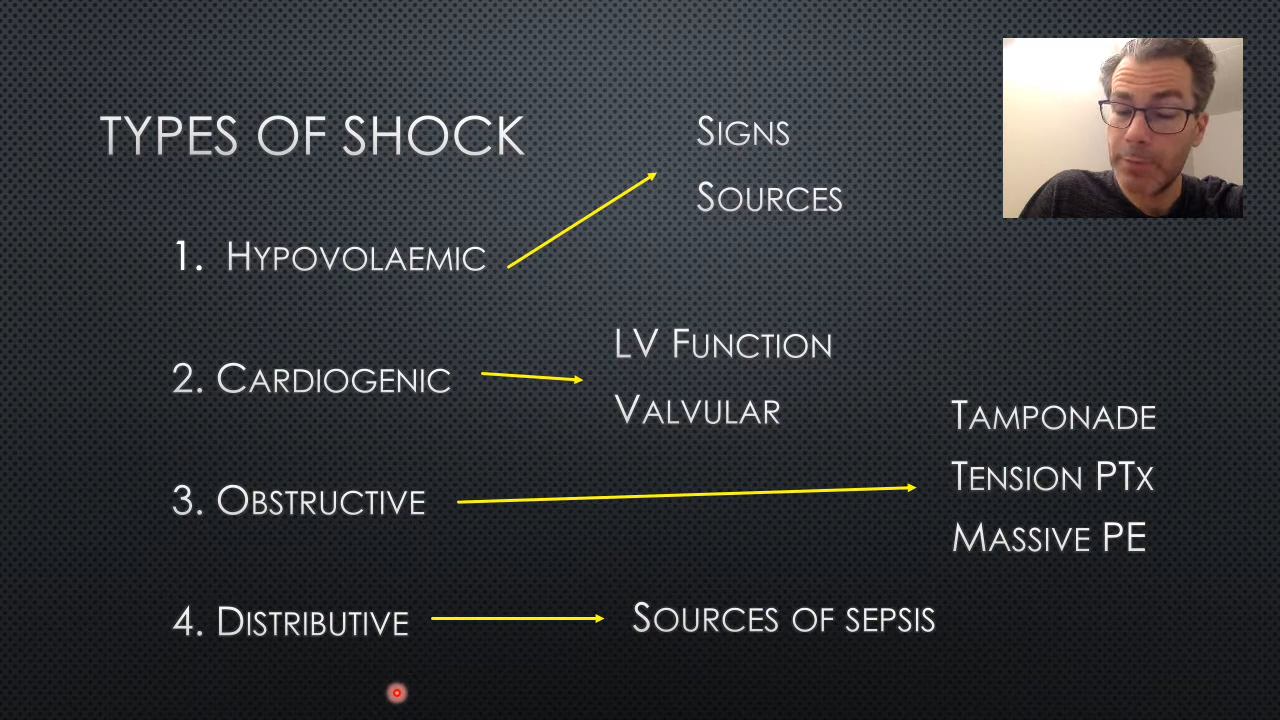 TYPES OF SHOCK
SIGNS
SOURCES
1. HYPOVOLAEMIC
LV FUNCTION
VALVULAR
2. CARDIOGENIC
TAMPONADE
TENSION PTX
MASSIVE PE
3. OBSTRUCTIVE
4. DISTRIBUTIVE
SOURCES OF SEPSIS